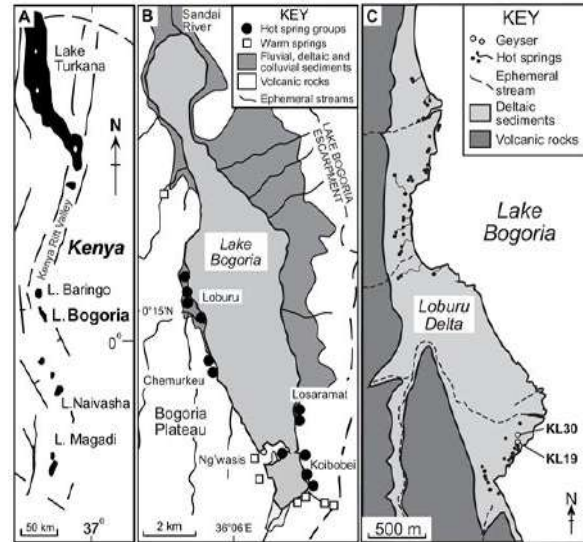 A
Lake
Turkana
N
Kenya Rift Valley
Kenya
L. Baringo
L. Bogoria
0°
L.Naivasha
L. Magadi
50 km
37°
B
Sandai
River
KEY
Hot spring groups
Warm springs
Fluvial, deltaic
and colluvial
sediments
Volcanic rocks
Ephemeral streams
LAKE BOGORIA
ESCARPMENT
Lake
Bogoria
0°15'N
Loburu
Chemurkeu
Bogoria
Plateau
Losaramat
Ng'wasis
Koibobei
2 km
36°06'E
C
KEY
Geyser
Hot springs
Ephemeral
stream
Deltaic
sediments
Volcanic rocks
Lake
Bogoria
Loburu
Delta
KL30
KL19
500 m